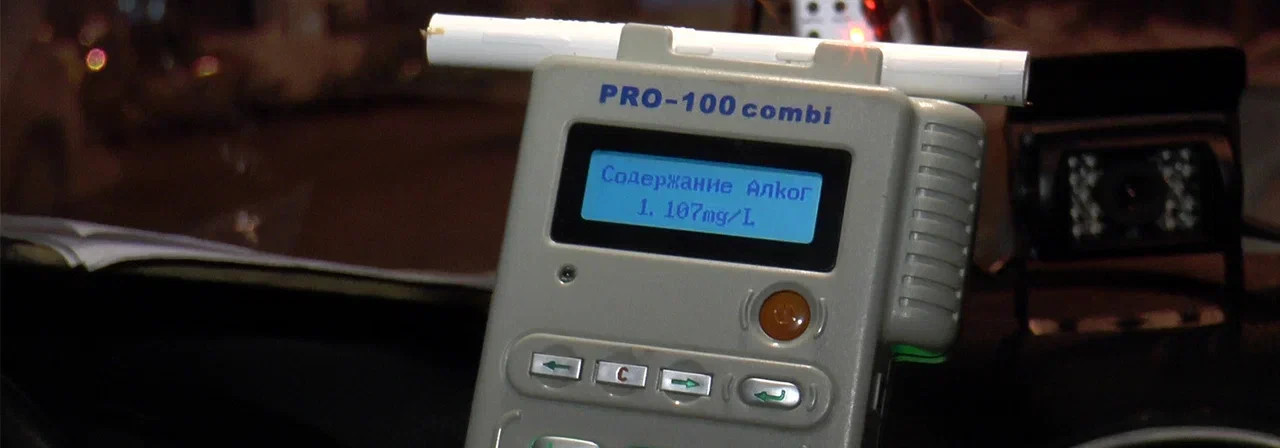 PRO-100 combi
Содержание Алког
1.107mg/L
C